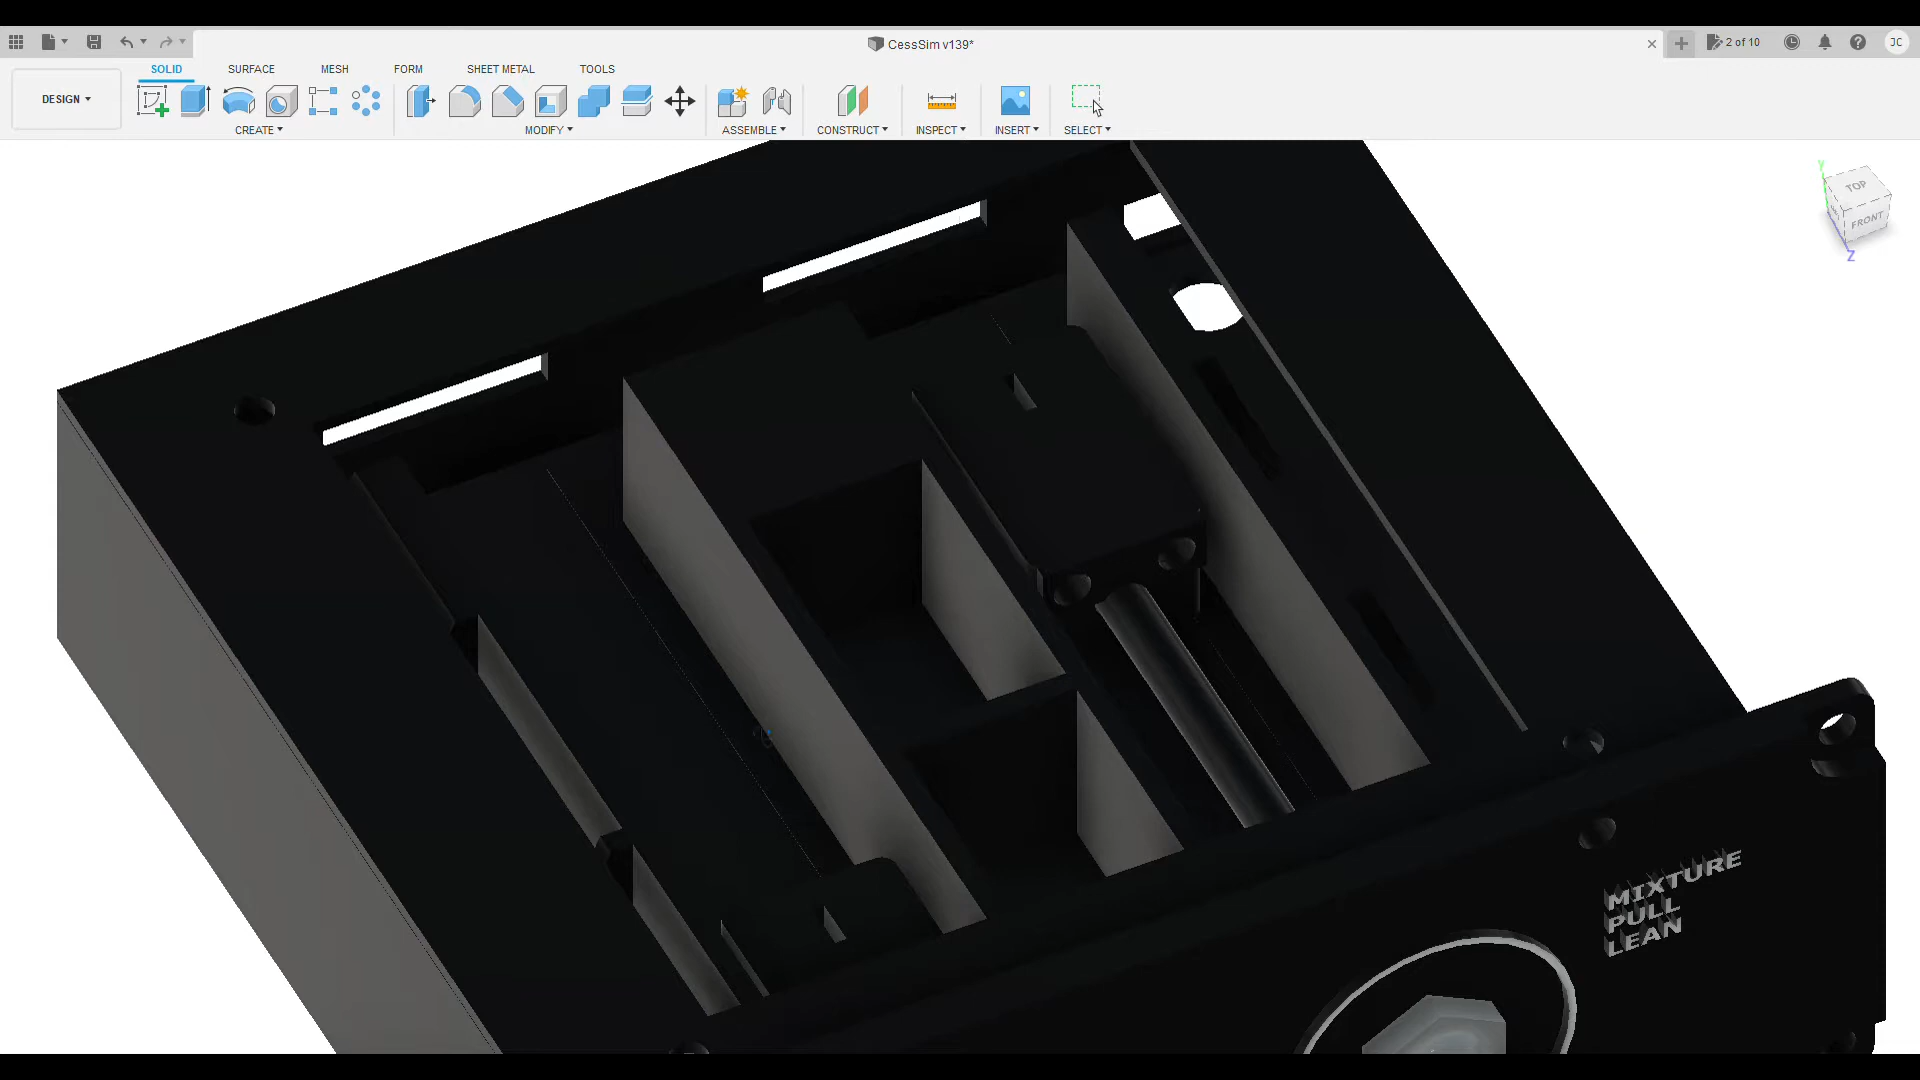 CessSim v139*
2 of 10
JC
DESIGN
SOLID
SURFACE
MESH
FORM
SHEET METAL
TOOLS
CREATE
MODIFY
ASSEMBLE
CONSTRUCT
INSPECT
INSERT
SELECT
Y
TOP
FRONT
Z
MIXTURE
PULL
LEAN